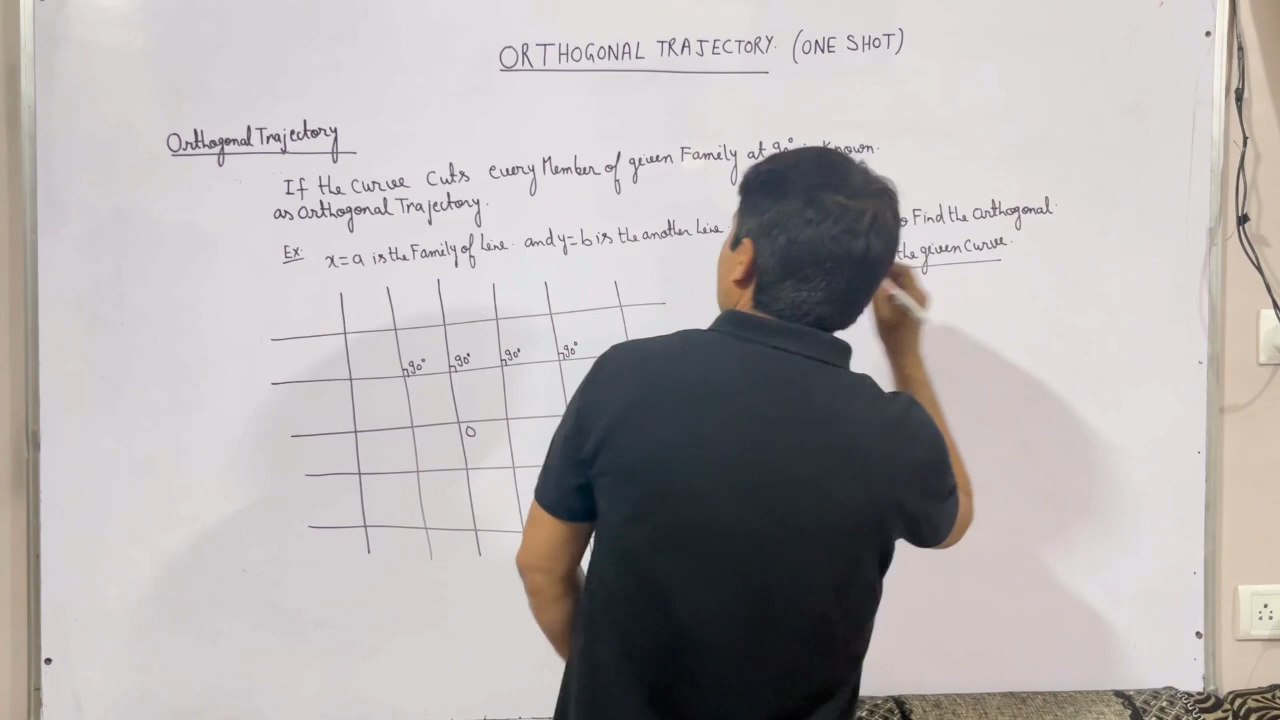 ORTHOGONAL TRAJECTORY. (ONE SHOT)
Orthogonal Trajectory
If the Curve Cuts every Member of geven Family at 90° is known.
as Orthogonal Trajectory.
Ex: x=a is the Family of Line. and y=b is the another Line.
Find the Orthogonal
the given Curve.
90° 90° 90° 90°
O